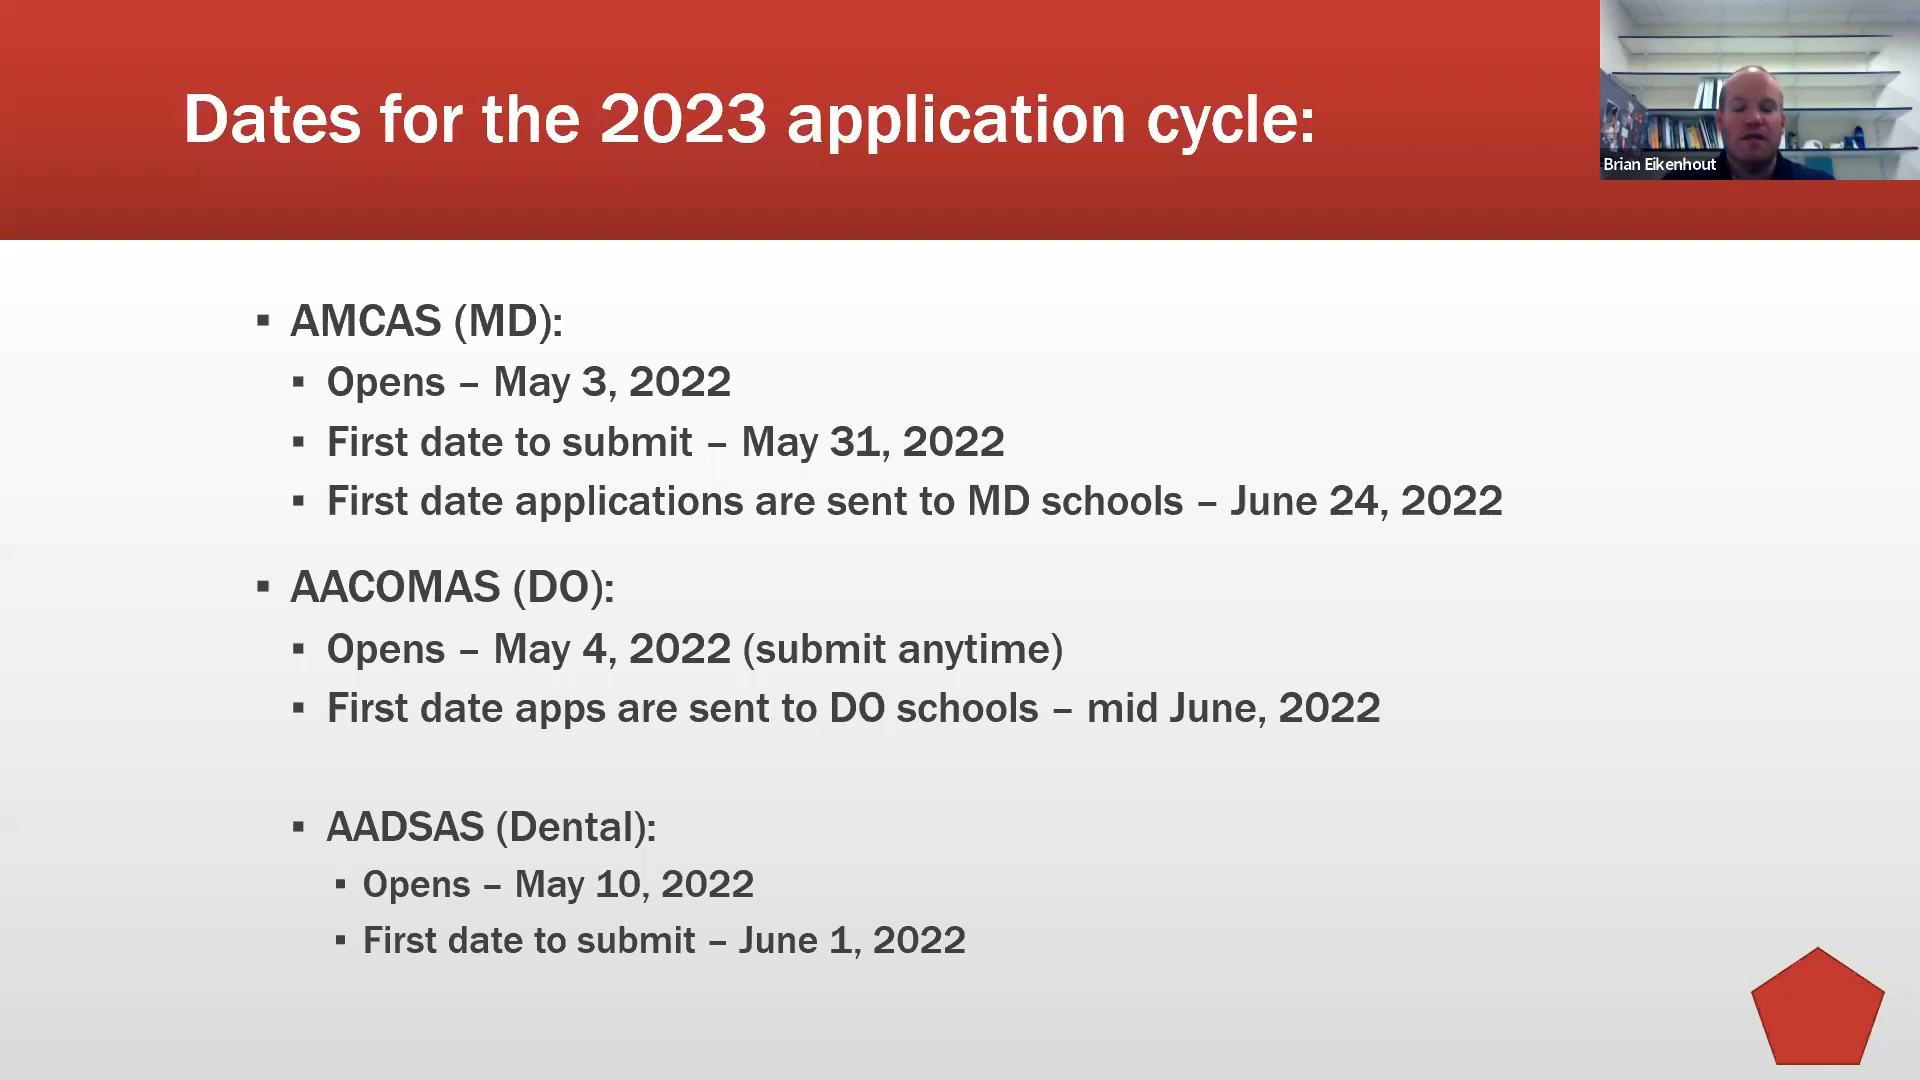 Dates for the 2023 application cycle:
Brian Eikenhout
▪ AMCAS (MD):
▪ Opens – May 3, 2022
▪ First date to submit – May 31, 2022
▪ First date applications are sent to MD schools – June 24, 2022
▪ AACOMAS (DO):
▪ Opens – May 4, 2022 (submit anytime)
▪ First date apps are sent to DO schools – mid June, 2022
▪ AADSAS (Dental):
▪ Opens – May 10, 2022
▪ First date to submit – June 1, 2022